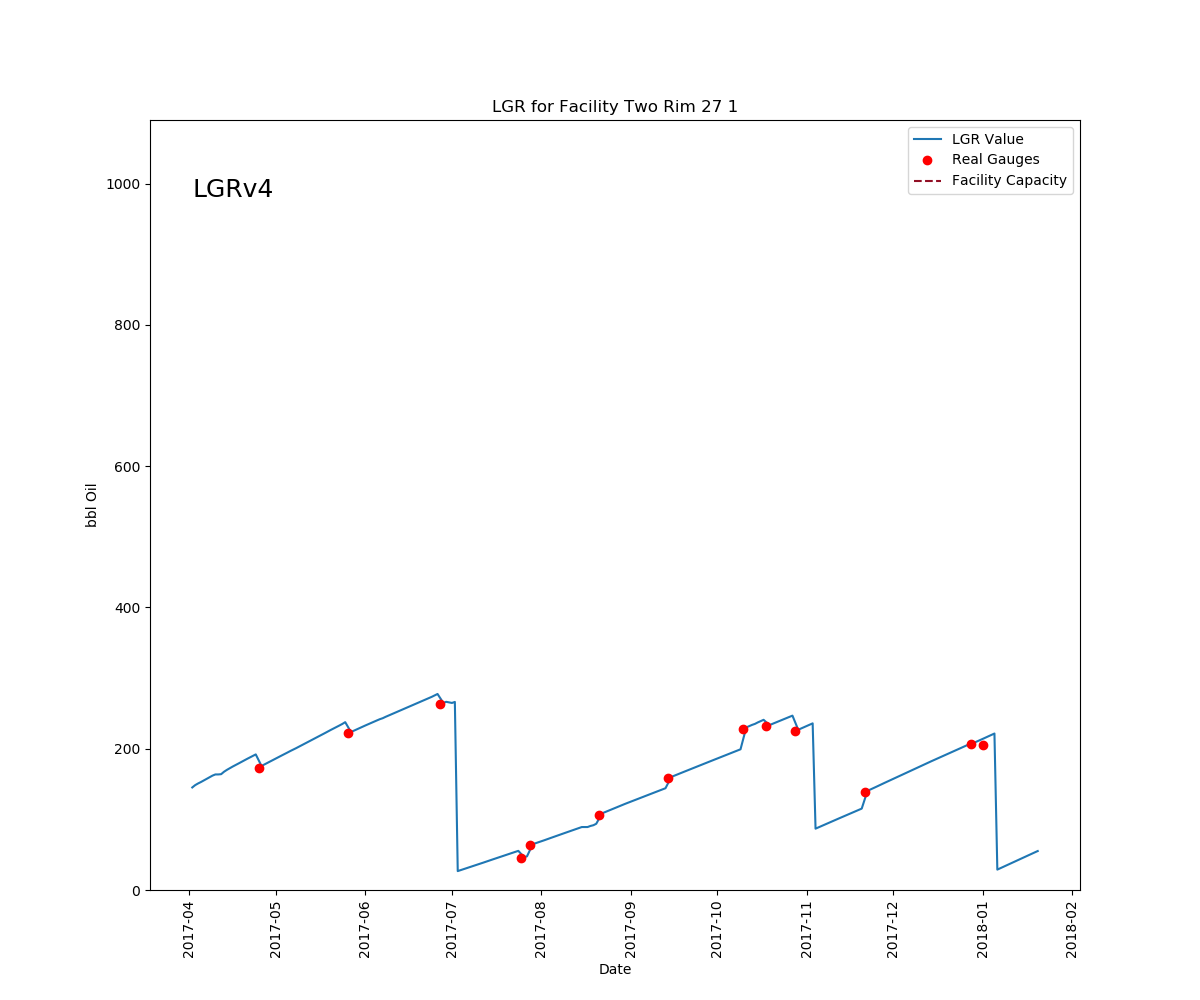 LGR for Facility Two Rim 27 1
LGR Value
Real Gauges
Facility Capacity
LGRv4
1000
800
600
400
200
0
bbl Oil
2017-04
2017-05
2017-06
2017-07
2017-08
2017-09
2017-10
2017-11
2017-12
2018-01
2018-02
Date